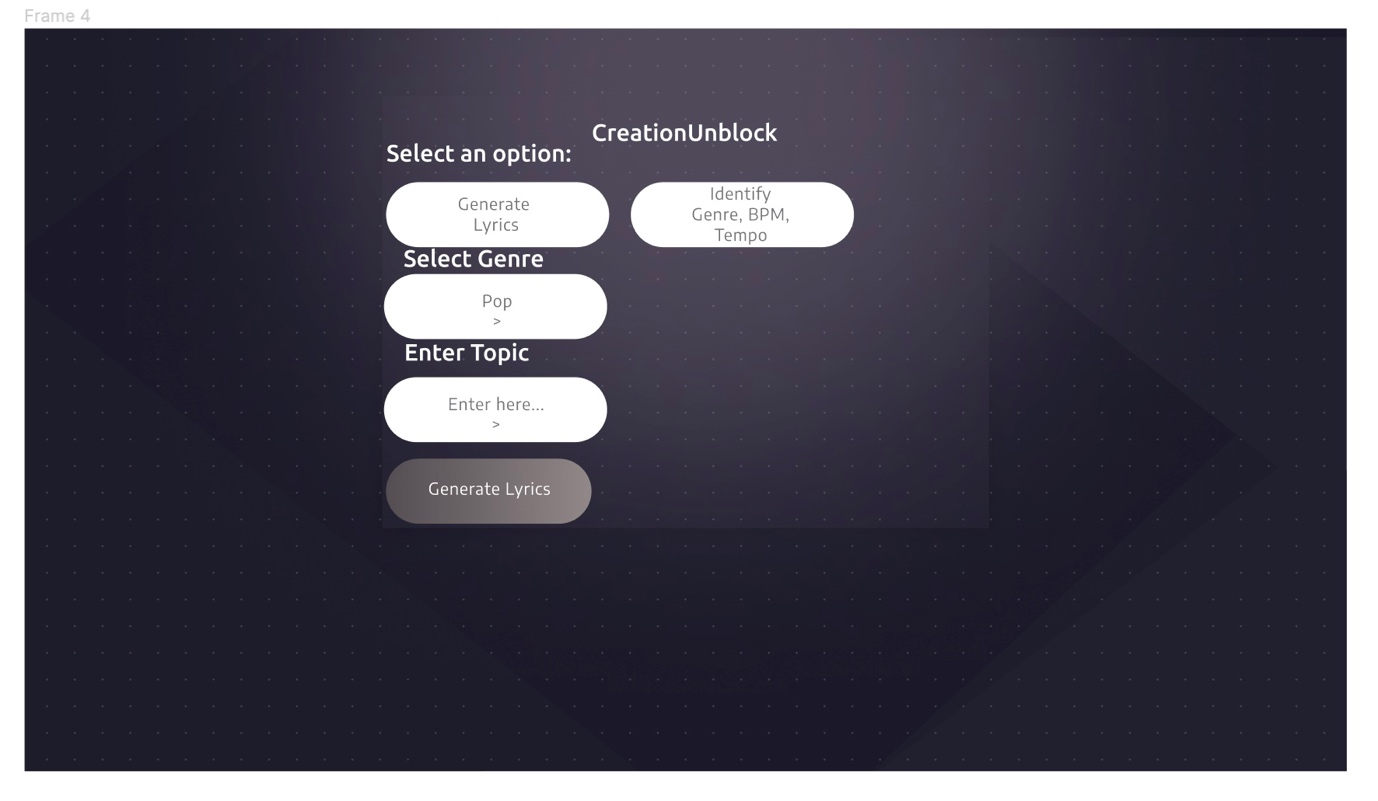 Frame 4
CreationUnblock
Select an option:
Generate
Lyrics
Identify
Genre, BPM,
Tempo
Select Genre
Pop
>
Enter Topic
Enter here...
>
Generate Lyrics